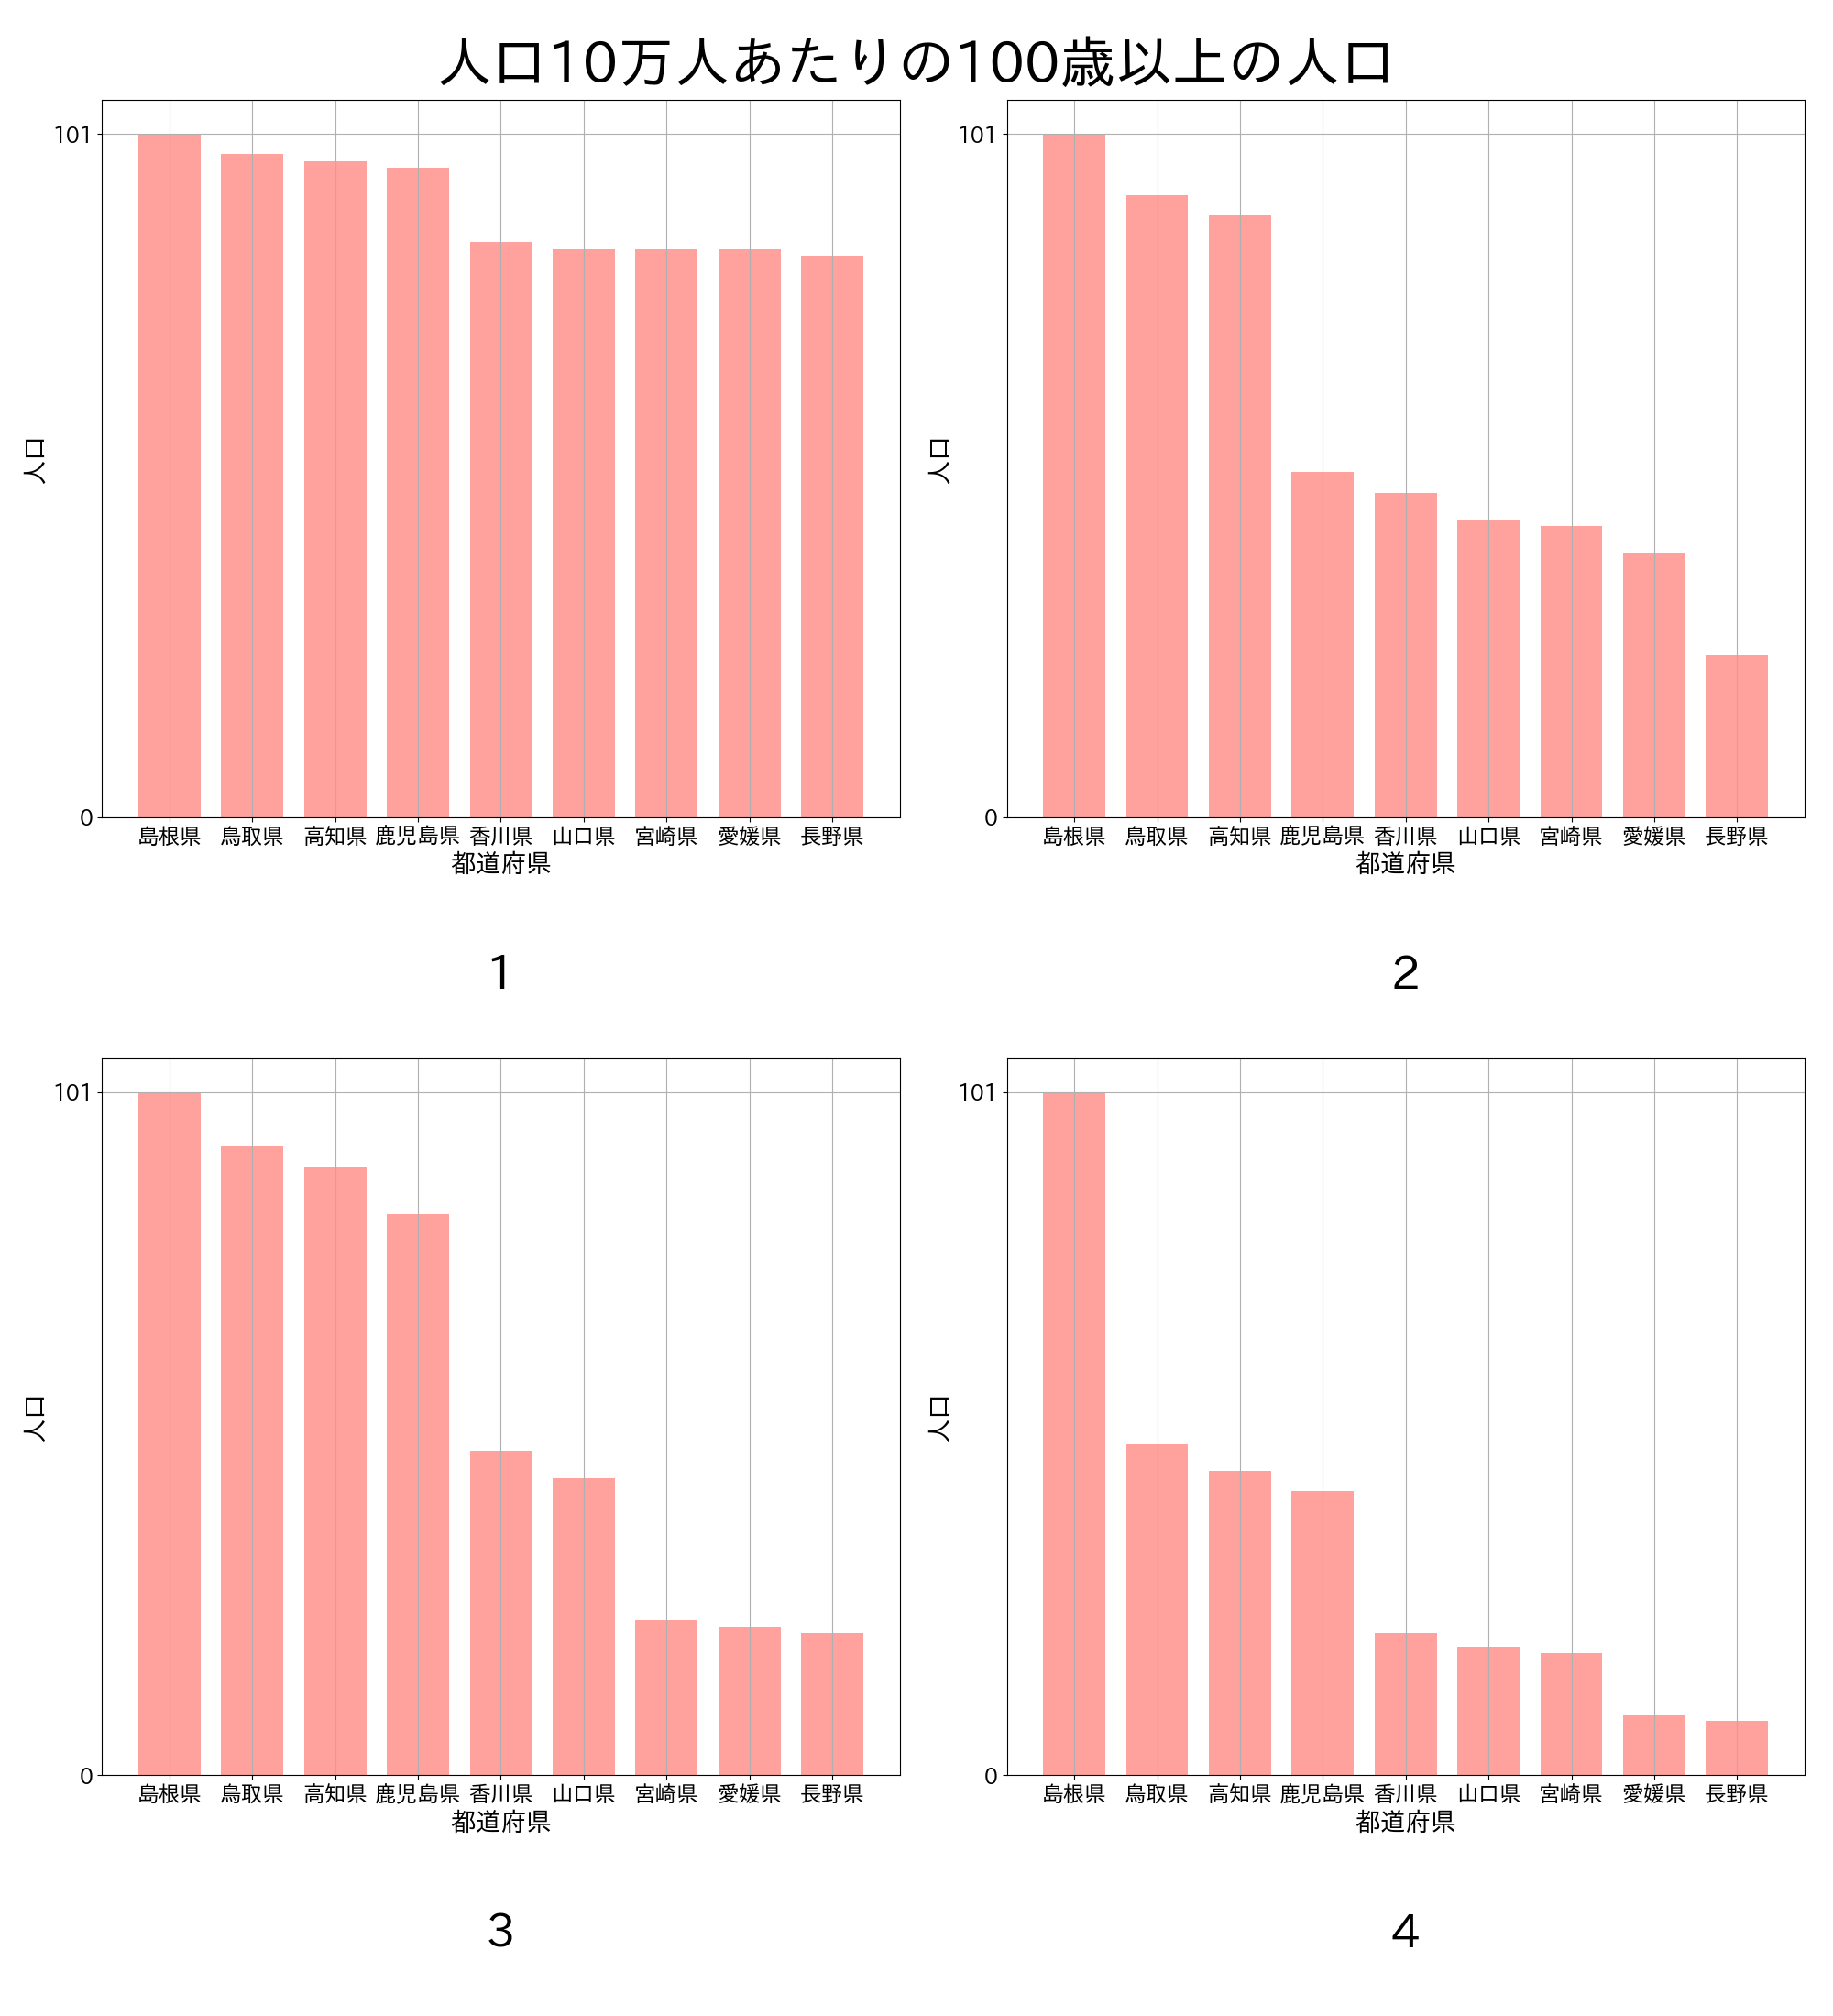 人口10万人あたりの100歳以上の人口
101
人口
0
島根県 鳥取県 高知県 鹿児島県 香川県 山口県 宮崎県 愛媛県 長野県
都道府県
1
101
人口
0
島根県 鳥取県 高知県 鹿児島県 香川県 山口県 宮崎県 愛媛県 長野県
都道府県
2
101
人口
0
島根県 鳥取県 高知県 鹿児島県 香川県 山口県 宮崎県 愛媛県 長野県
都道府県
3
101
人口
0
島根県 鳥取県 高知県 鹿児島県 香川県 山口県 宮崎県 愛媛県 長野県
都道府県
4